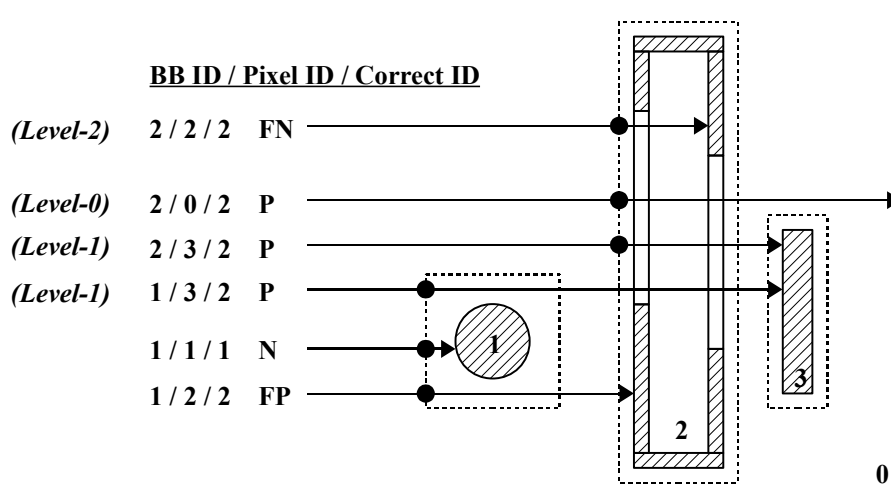 BB ID / Pixel ID / Correct ID
(Level-2) 2 / 2 / 2 FN
(Level-0) 2 / 0 / 2 P
(Level-1) 2 / 3 / 2 P
(Level-1) 1 / 3 / 2 P
1 / 1 / 1 N
1 / 2 / 2 FP
1
2
3
0